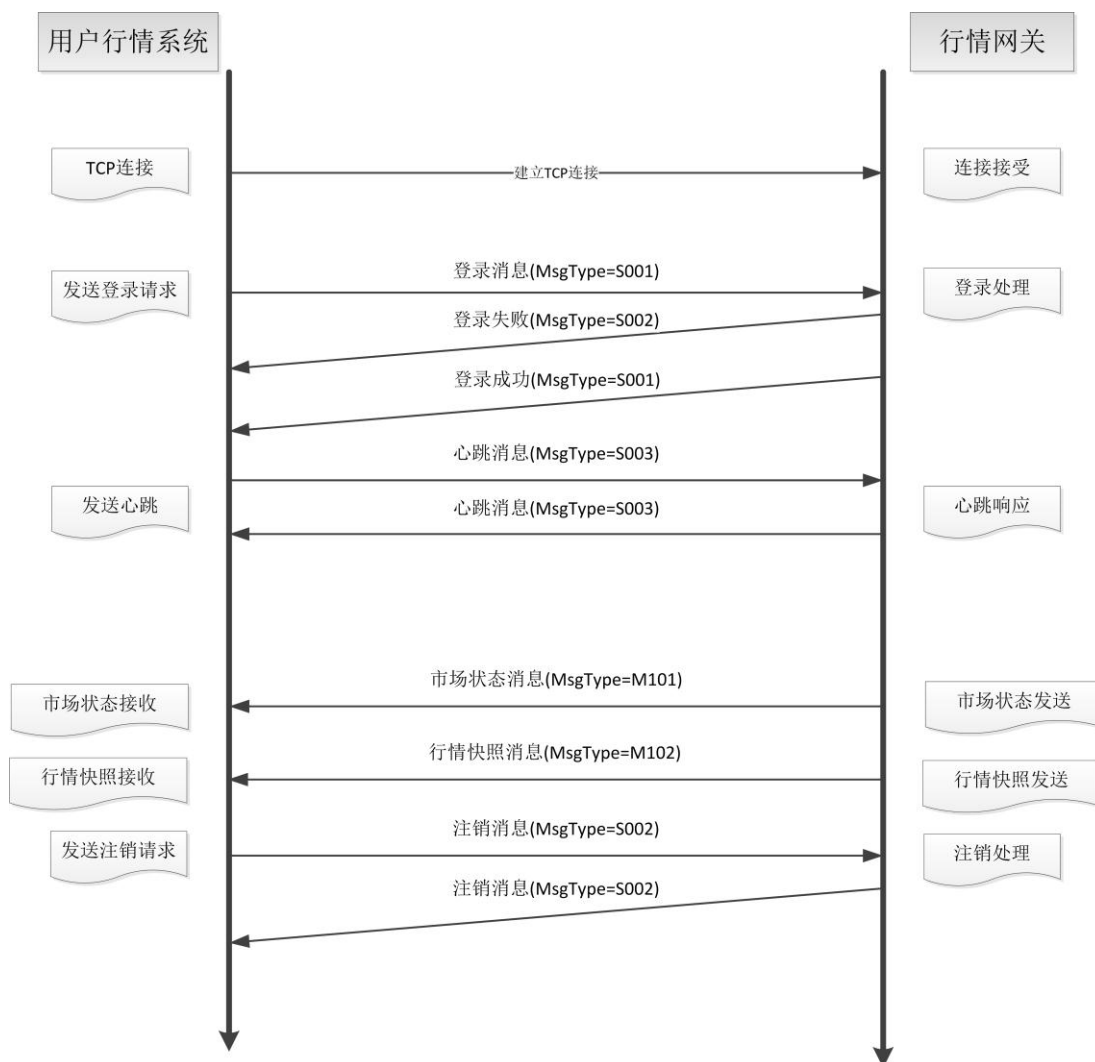 用户行情系统
行情网关
TCP连接
建立TCP连接
连接接受
登录消息(MsgType=S001)
发送登录请求
登录处理
登录失败(MsgType=S002)
登录成功(MsgType=S001)
心跳消息(MsgType=S003)
发送心跳
心跳消息(MsgType=S003)
心跳响应
市场状态消息(MsgType=M101)
市场状态接收
市场状态发送
行情快照消息(MsgType=M102)
行情快照接收
行情快照发送
注销消息(MsgType=S002)
发送注销请求
注销处理
注销消息(MsgType=S002)